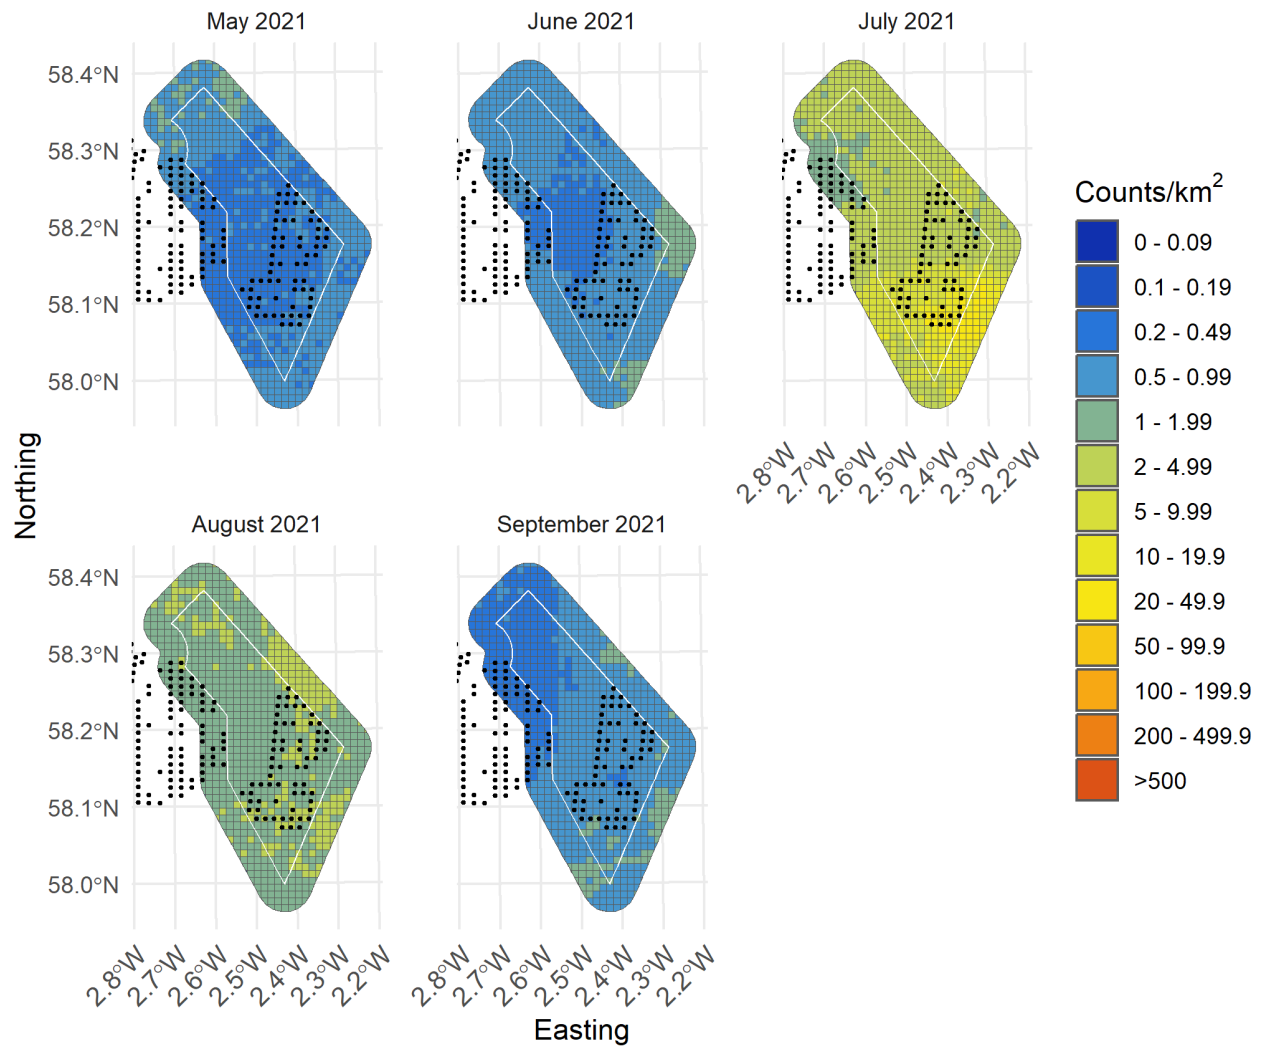 May 2021
June 2021
July 2021
58.4°N
58.3°N
58.2°N
58.1°N
58.0°N
2.8°W
2.7°W
2.6°W
2.5°W
2.4°W
2.3°W
2.2°W
Northing
August 2021
September 2021
58.4°N
58.3°N
58.2°N
58.1°N
58.0°N
2.8°W
2.7°W
2.6°W
2.5°W
2.4°W
2.3°W
2.2°W
2.8°W
2.7°W
2.6°W
2.5°W
2.4°W
2.3°W
2.2°W
Easting
Counts/km²
0 - 0.09
0.1 - 0.19
0.2 - 0.49
0.5 - 0.99
1 - 1.99
2 - 4.99
5 - 9.99
10 - 19.9
20 - 49.9
50 - 99.9
100 - 199.9
200 - 499.9
>500